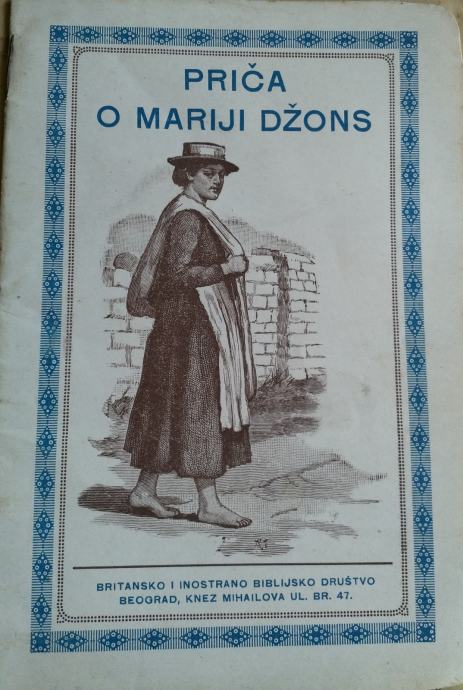 PRIČA
O MARIJI DŽONS
BRITANSKO I INOSTRANO BIBLIJSKO DRUŠTVO
BEOGRAD, KNEZ MIHAILOVA UL. BR. 47.